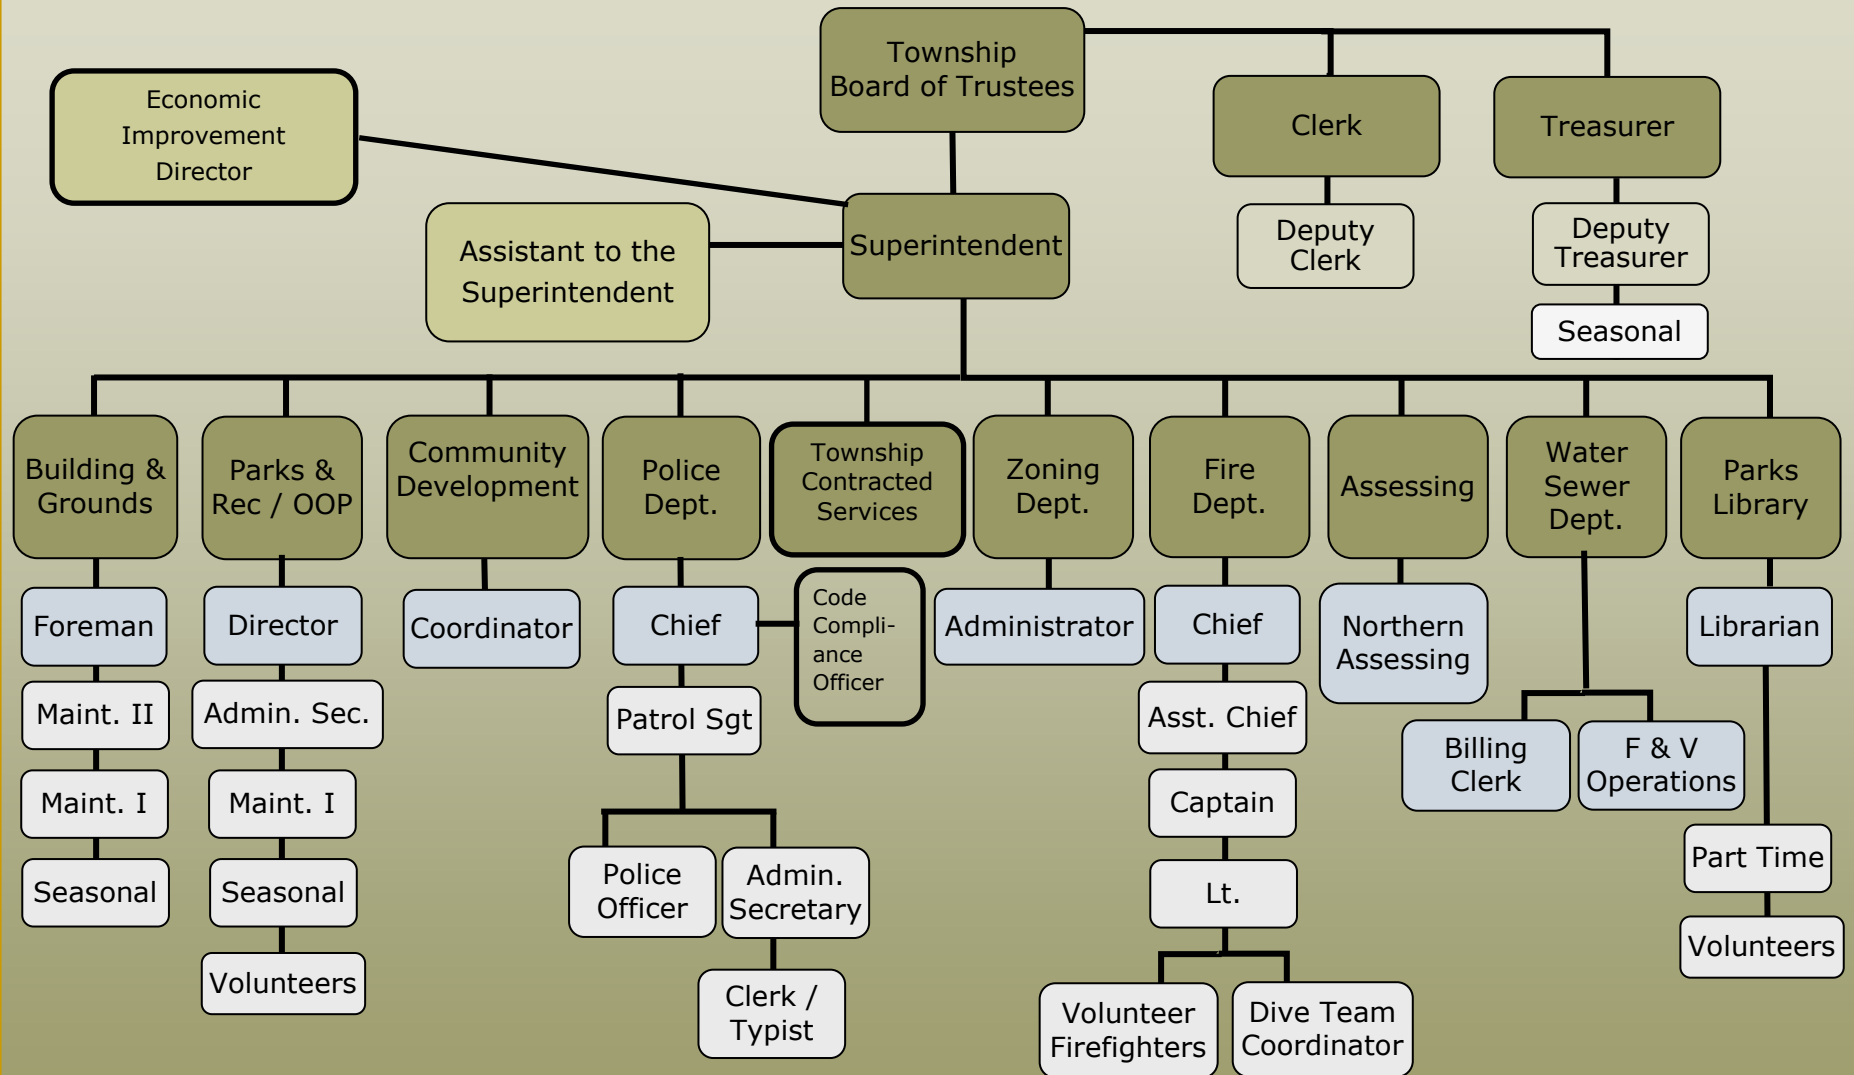 Township
Board of Trustees
Clerk
Treasurer
Economic
Improvement
Director
Assistant to the
Superintendent
Superintendent
Deputy
Clerk
Deputy
Treasurer
Seasonal
Building &
Grounds
Parks &
Rec / OOP
Community
Development
Police
Dept.
Township
Contracted
Services
Zoning
Dept.
Fire
Dept.
Assessing
Water
Sewer
Dept.
Parks
Library
Foreman
Director
Coordinator
Chief
Code
Compli-
ance
Officer
Administrator
Chief
Northern
Assessing
Librarian
Maint. II
Admin. Sec.
Patrol Sgt
Asst. Chief
Billing
Clerk
F & V
Operations
Maint. I
Maint. I
Captain
Part Time
Seasonal
Seasonal
Police
Officer
Admin.
Secretary
Lt.
Volunteers
Volunteers
Clerk /
Typist
Volunteer
Firefighters
Dive Team
Coordinator